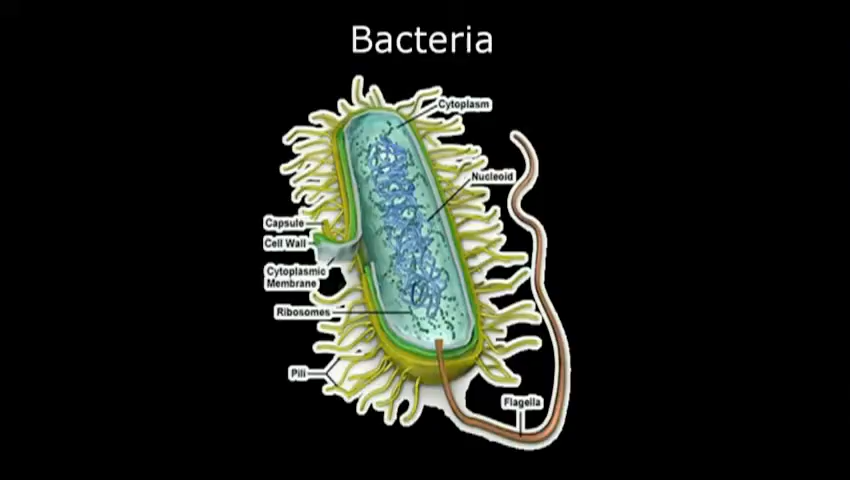 Bacteria
Cytoplasm
Nucleoid
Capsule
Cell Wall
Cytoplasmic
Membrane
Ribosomes
Pili
Flagella